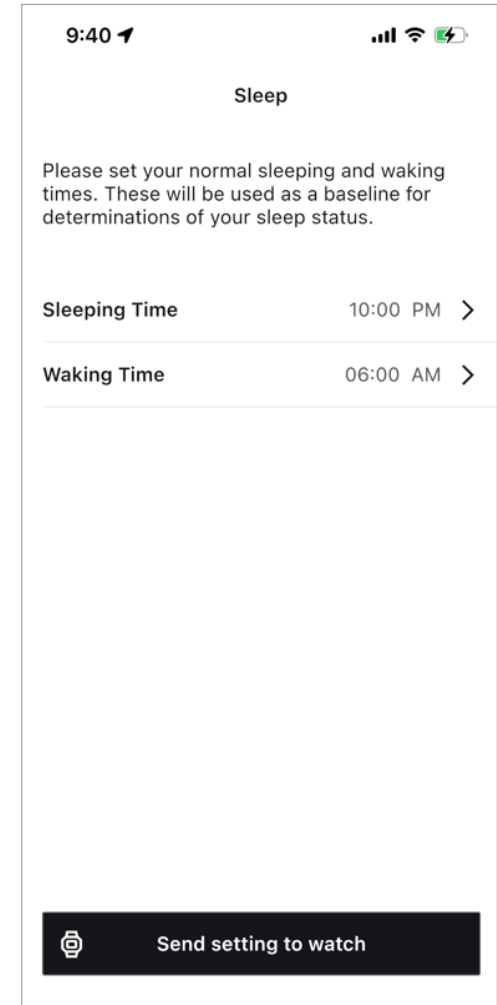 9:40
Sleep
Please set your normal sleeping and waking
times. These will be used as a baseline for
determinations of your sleep status.
Sleeping Time 10:00 PM
Waking Time 06:00 AM
Send setting to watch